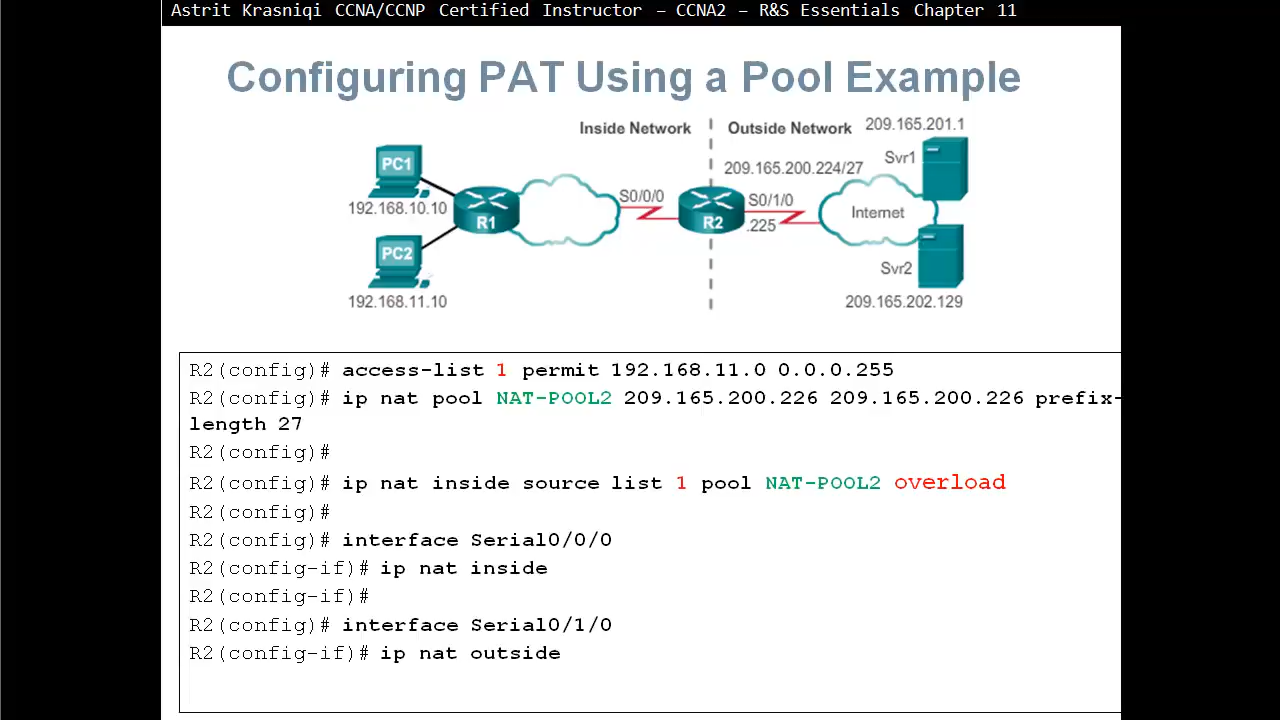 Astrit Krasniqi CCNA/CCNP Certified Instructor – CCNA2 – R&S Essentials Chapter 11
Configuring PAT Using a Pool Example
Inside Network
Outside Network
209.165.201.1
PC1
209.165.200.224/27
Svr1
192.168.10.10
R1
S0/0/0
R2
S0/1/0
.225
Internet
PC2
Svr2
192.168.11.10
209.165.202.129
R2(config)# access-list 1 permit 192.168.11.0 0.0.0.255
R2(config)# ip nat pool NAT-POOL2 209.165.200.226 209.165.200.226 prefix-
length 27
R2(config)#
R2(config)# ip nat inside source list 1 pool NAT-POOL2 overload
R2(config)#
R2(config)# interface Serial0/0/0
R2(config-if)# ip nat inside
R2(config-if)#
R2(config)# interface Serial0/1/0
R2(config-if)# ip nat outside